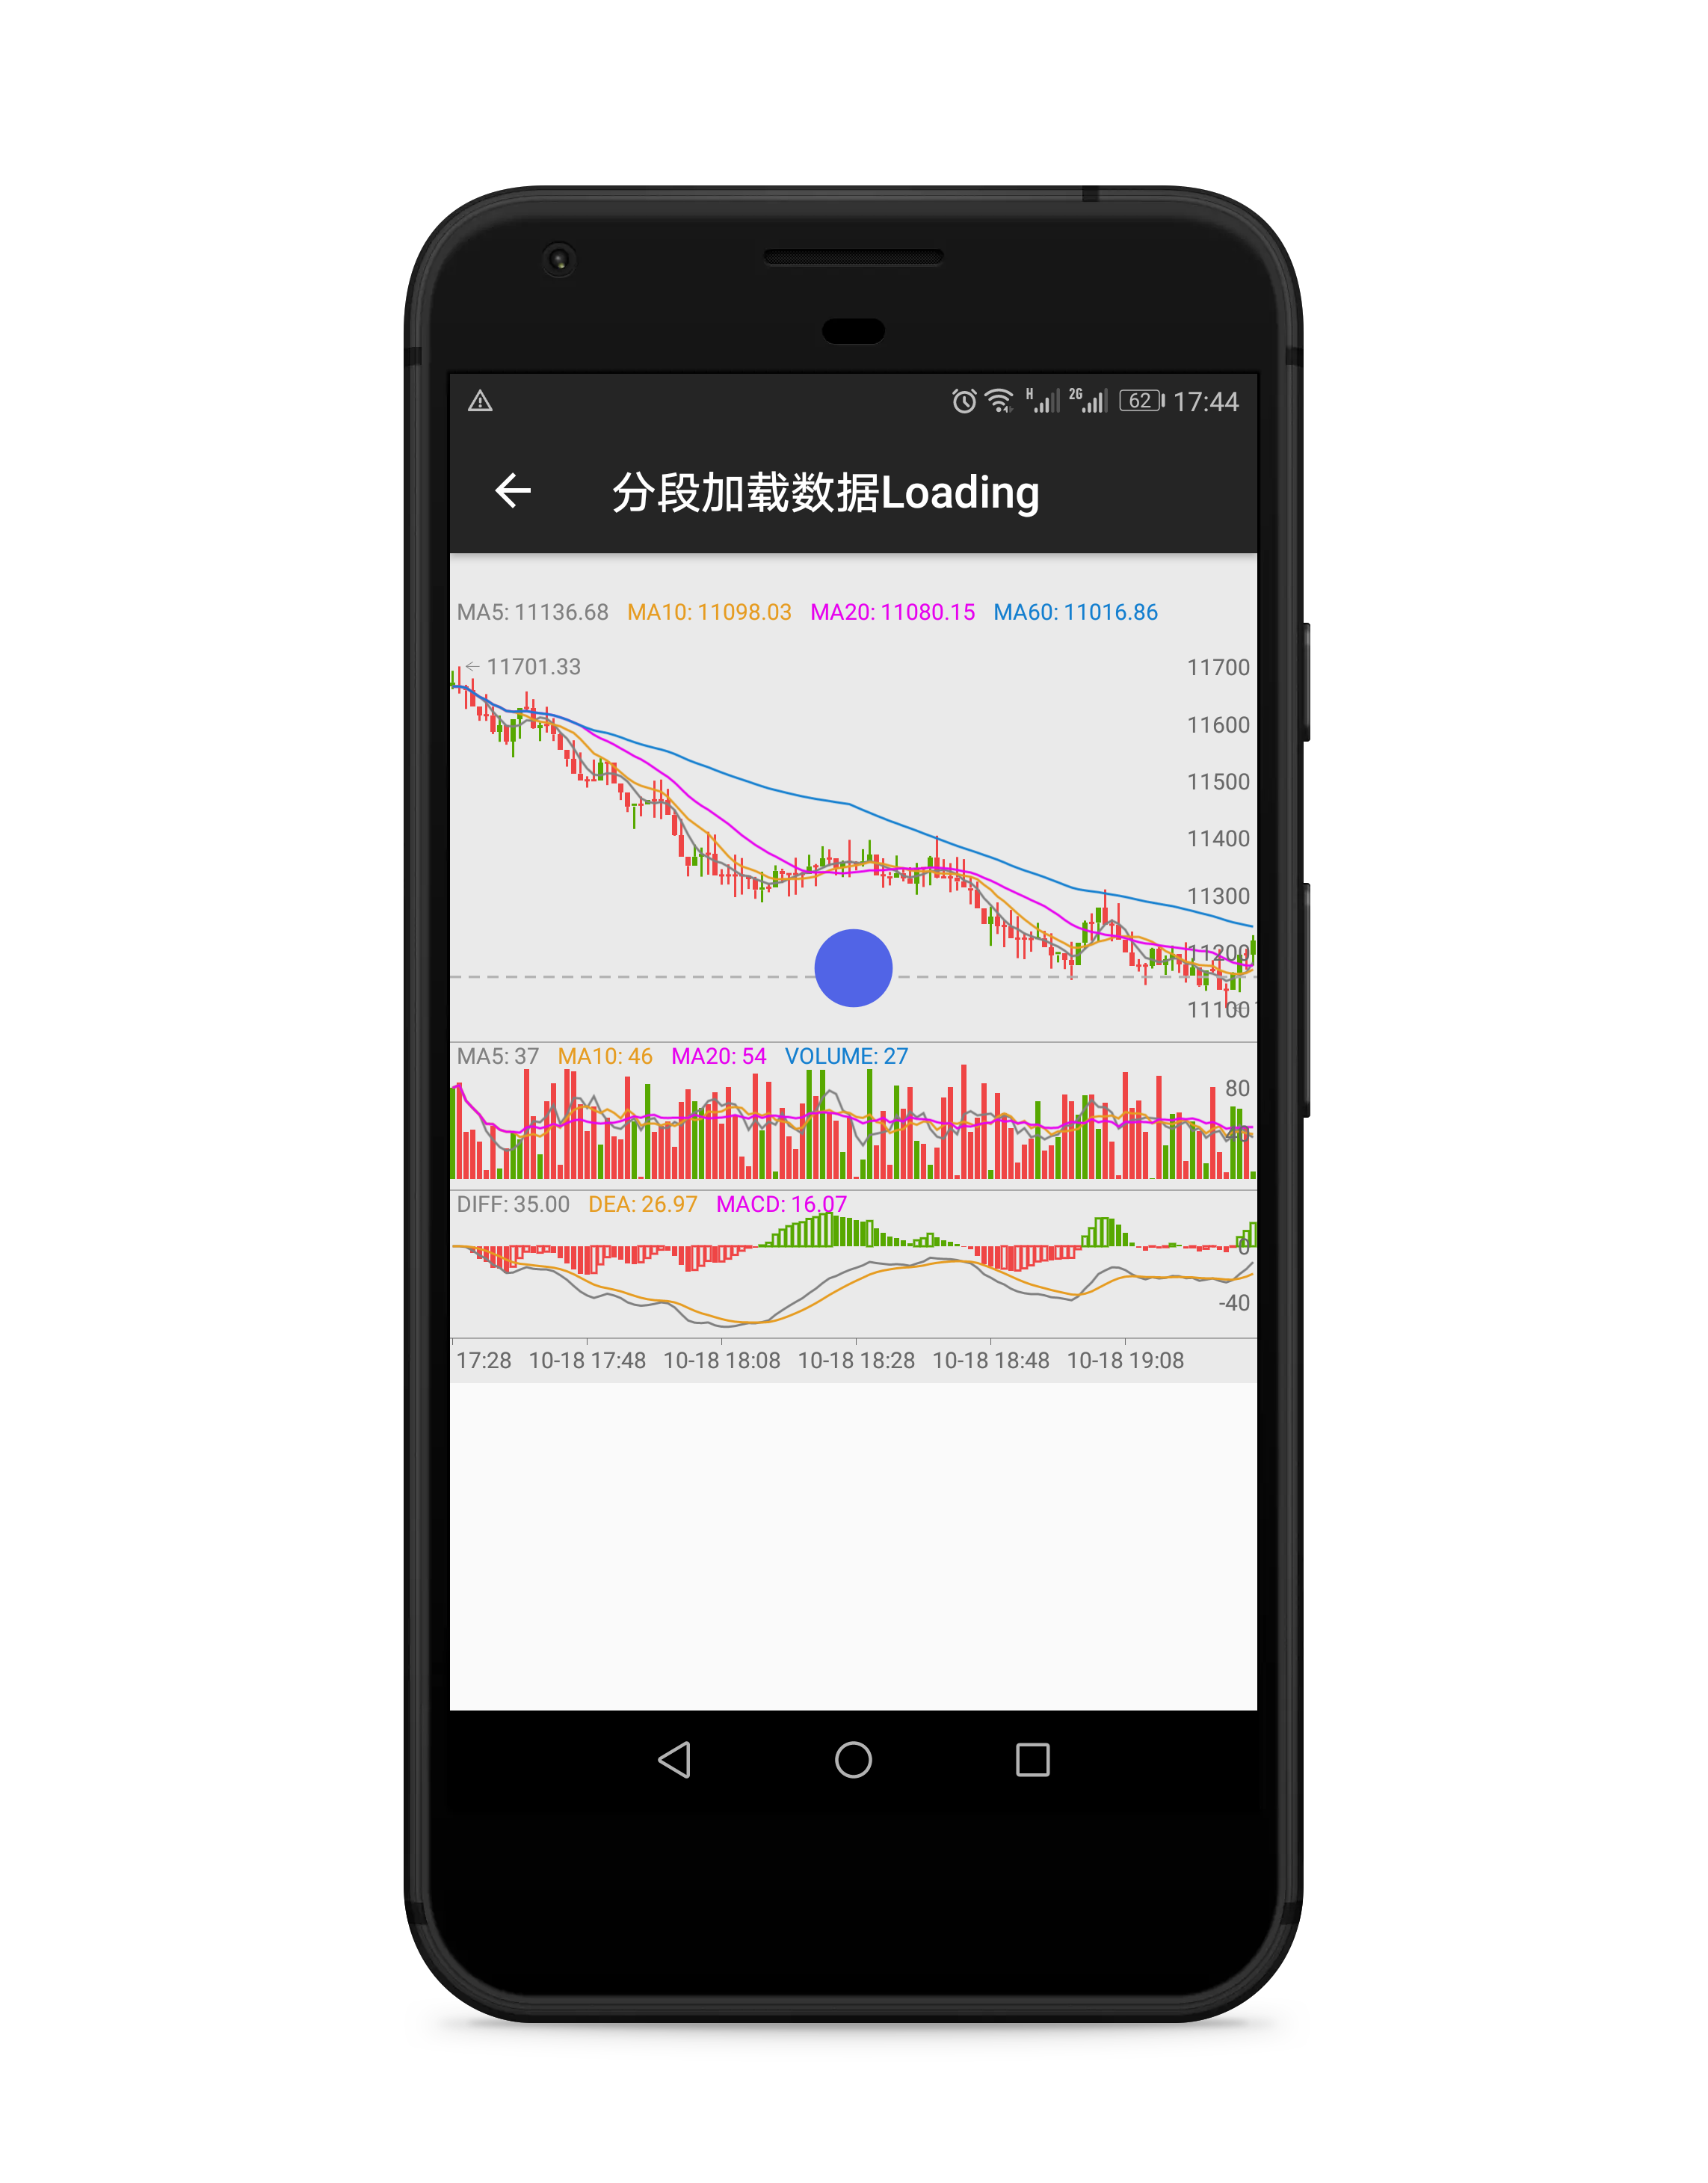 H 2G 62 17:44
分段加载数据Loading
MA5: 11136.68 MA10: 11098.03 MA20: 11080.15 MA60: 11016.86
← 11701.33 11700
11600
11500
11400
11300
11200
11100
MA5: 37 MA10: 46 MA20: 54 VOLUME: 27
80
40
DIFF: 35.00 DEA: 26.97 MACD: 16.07
0
-40
17:28 10-18 17:48 10-18 18:08 10-18 18:28 10-18 18:48 10-18 19:08